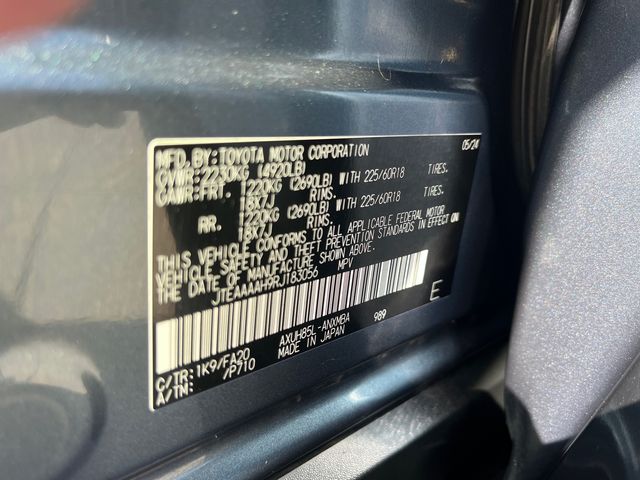 MFD. BY: TOYOTA MOTOR CORPORATION 05/24
GVWR: 2230KG (4920LB)
GAWR: FRT. 1220KG (2690LB) WITH 225/60R18 TIRES.
18X7J RIMS.
RR. 1220KG (2690LB) WITH 225/60R18 TIRES.
18X7J RIMS.
THIS VEHICLE CONFORMS TO ALL APPLICABLE FEDERAL MOTOR
VEHICLE SAFETY AND THEFT PREVENTION STANDARDS IN EFFECT ON
THE DATE OF MANUFACTURE SHOWN ABOVE.
JTEAAAAH9RJ183056 MPV
E
AXUH85L-ANXMBA 989
C/TR: 1K9/FA20 MADE IN JAPAN
A/TN: /P710